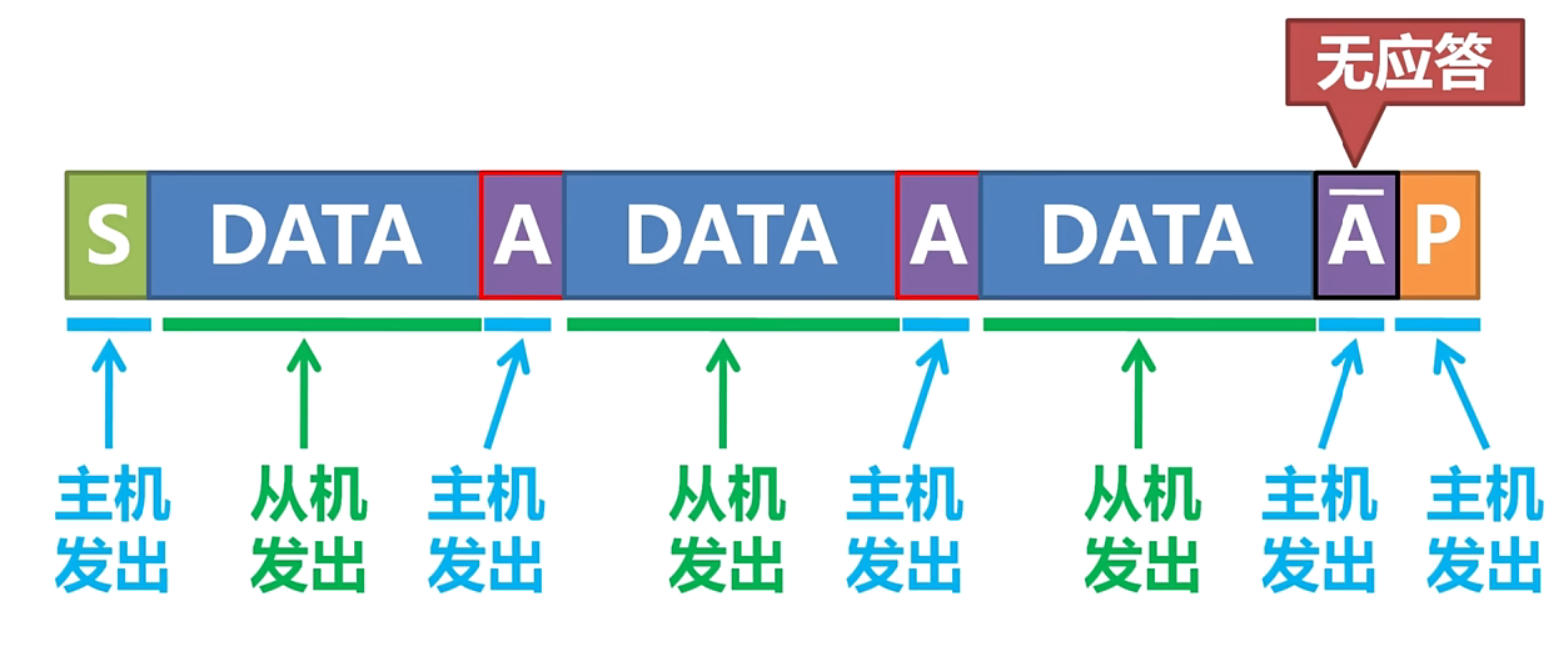 无应答
S DATA A DATA A DATA A̅ P
主机 从机 主机 从机 主机 从机 主机 主机
发出 发出 发出 发出 发出 发出 发出 发出